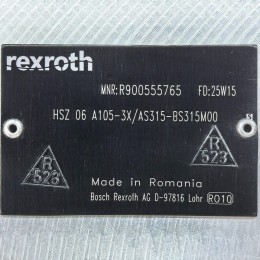 rexroth
MNR:R900555765 FD:25W15
HSZ 06 A105-3X/AS315-BS315M00
R
523
R
523
Made in Romania
Bosch Rexroth AG D-97816 Lohr RO10